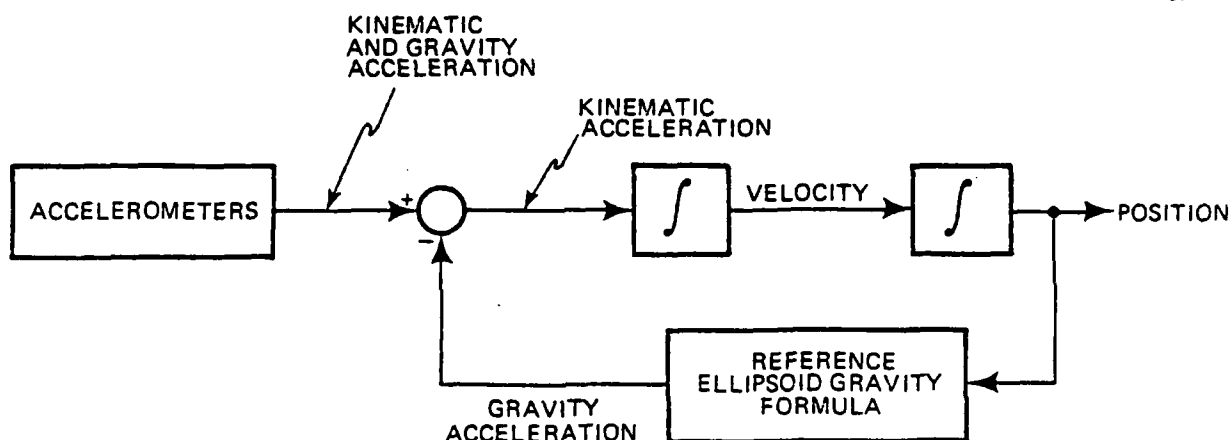 KINEMATIC
AND GRAVITY
ACCELERATION
KINEMATIC
ACCELERATION
ACCELEROMETERS
+
−
∫
VELOCITY
∫
POSITION
REFERENCE
ELLIPSOID GRAVITY
FORMULA
GRAVITY
ACCELERATION